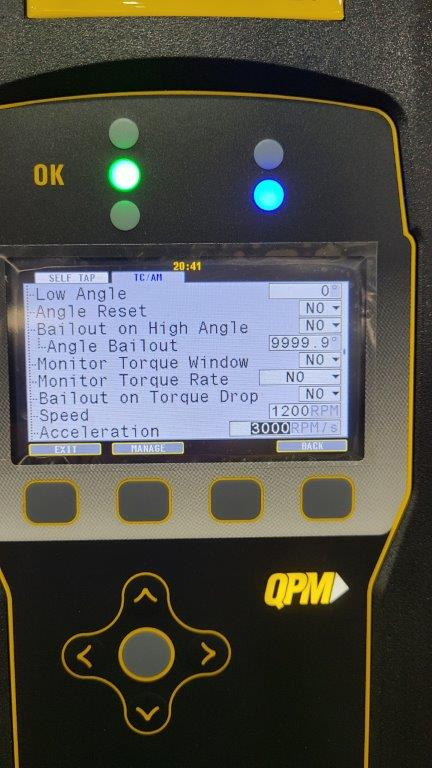 OK
20:41
SELF TAP TC/AM
Low Angle 0°
Angle Reset NO
Bailout on High Angle NO
Angle Bailout 9999.9°
Monitor Torque Window NO
Monitor Torque Rate NO
Bailout on Torque Drop NO
Speed 1200RPM
Acceleration 3000RPM/s
EXIT MANAGE BACK
QPM